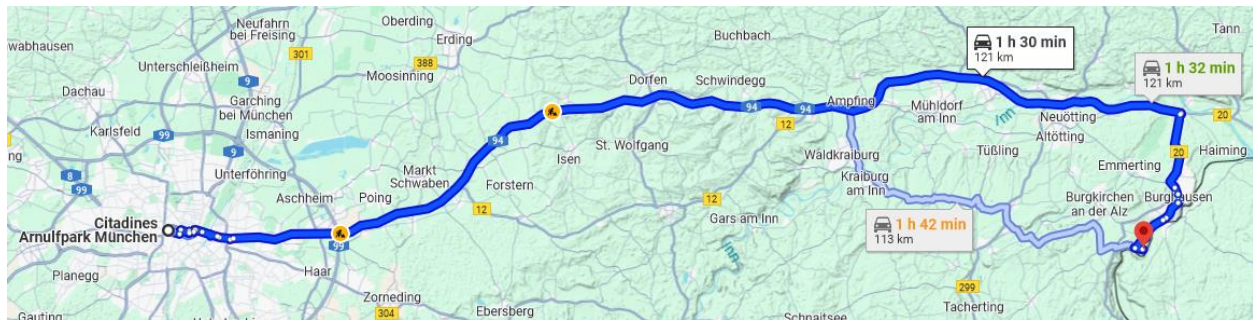 Neufahrn
bei Freising
Oberding
Erding
Buchbach
Tann
wabhausen
Unterschleißheim
301
388
9
Moosinning
Dorfen
Schwindegg
1 h 30 min
121 km
1 h 32 min
121 km
Dachau
Garching
bei München
Karlsfeld
99
Ismaning
94
94
94
Ampfing
Mühldorf
am Inn
Inn
Neuötting
Altötting
20
12
Isen
St. Wolfgang
9
Unterföhring
Markt
Schwaben
Waldkraiburg
Tüßling
Emmerting
20
Haiming
8
99
Aschheim
Poing
Forstern
Kraiburg
am Inn
Burgkirchen
an der Alz
Burghausen
12
12
Gars am Inn
Citadines
Arnulfpark München
99
1 h 42 min
113 km
Inn
Planegg
Haar
Zorneding
299
304
Ebersberg
Tacherting
Gauting
Schnaitsee